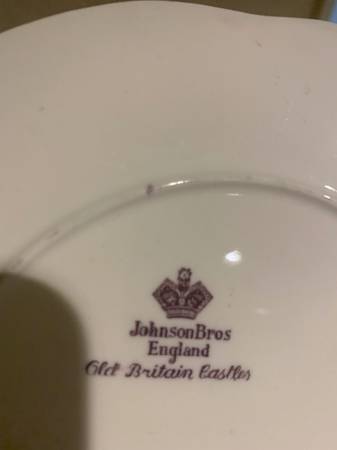 JohnsonBros
England
Old Britain Castles